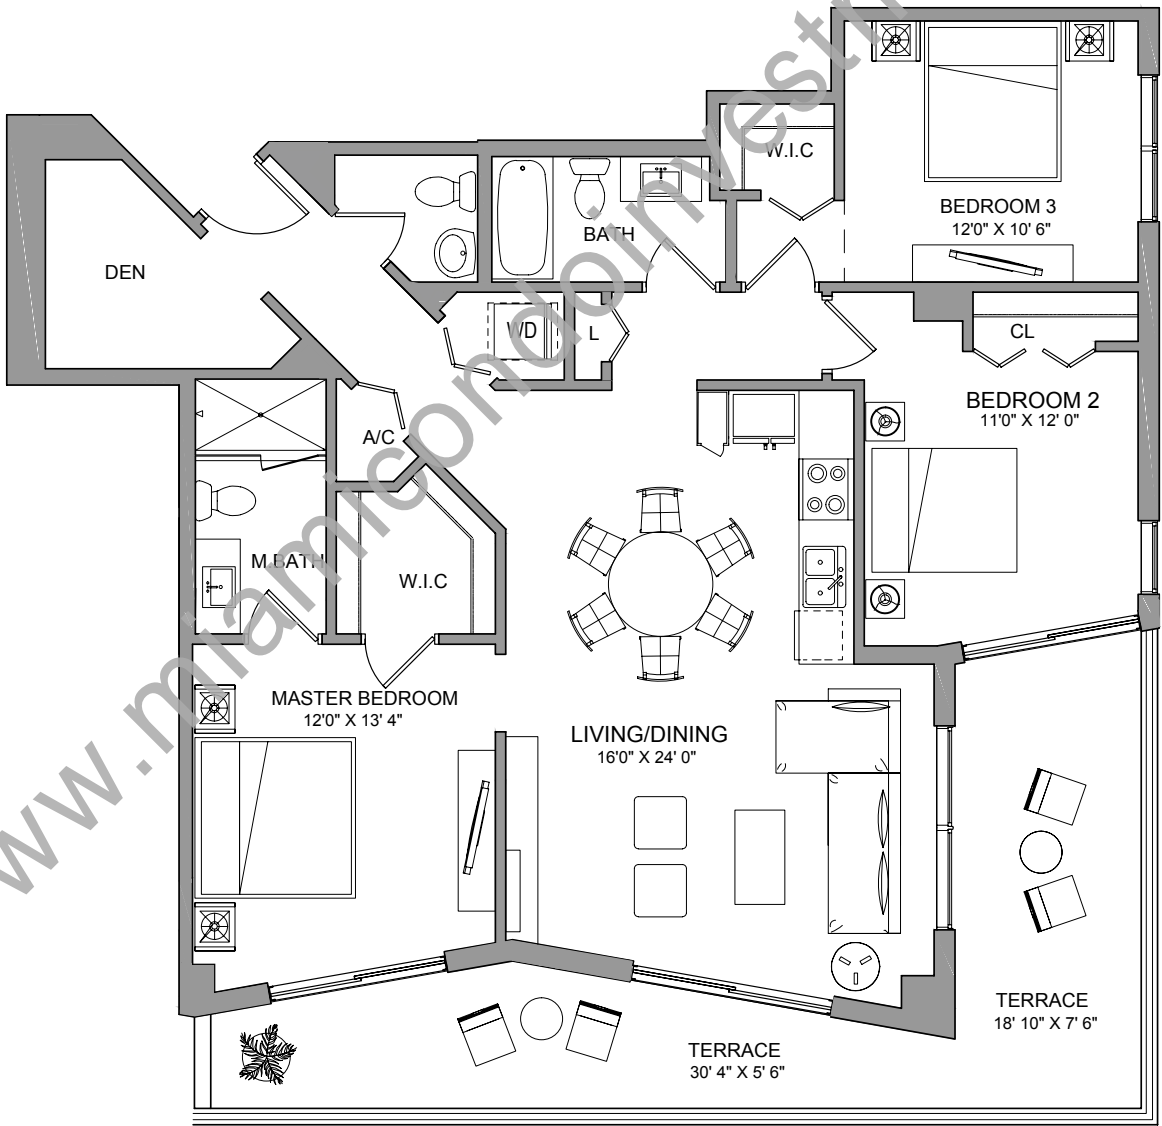 W.I.C
BEDROOM 3
12'0" X 10' 6"
BATH
DEN
WD
L
CL
BEDROOM 2
11'0" X 12' 0"
A/C
M.BATH
W.I.C
MASTER BEDROOM
12'0" X 13' 4"
LIVING/DINING
16'0" X 24' 0"
TERRACE
18' 10" X 7' 6"
TERRACE
30' 4" X 5' 6"